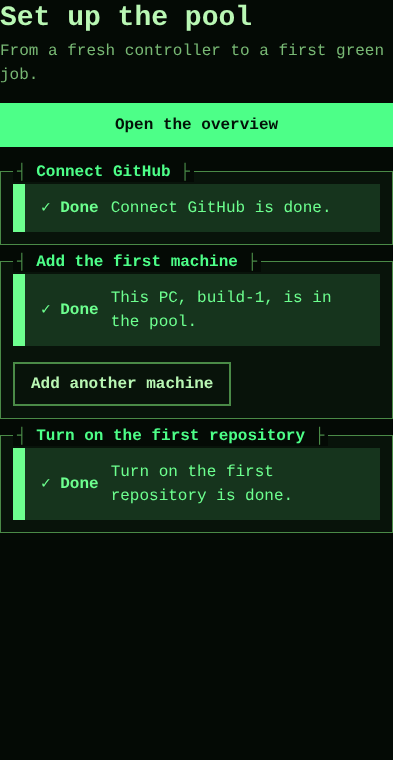 Set up the pool
From a fresh controller to a first green
job.
Open the overview
Connect GitHub
✓ Done Connect GitHub is done.
Add the first machine
This PC, build-1, is in
✓ Done
the pool.
Add another machine
Turn on the first repository
Turn on the first
✓ Done
repository is done.